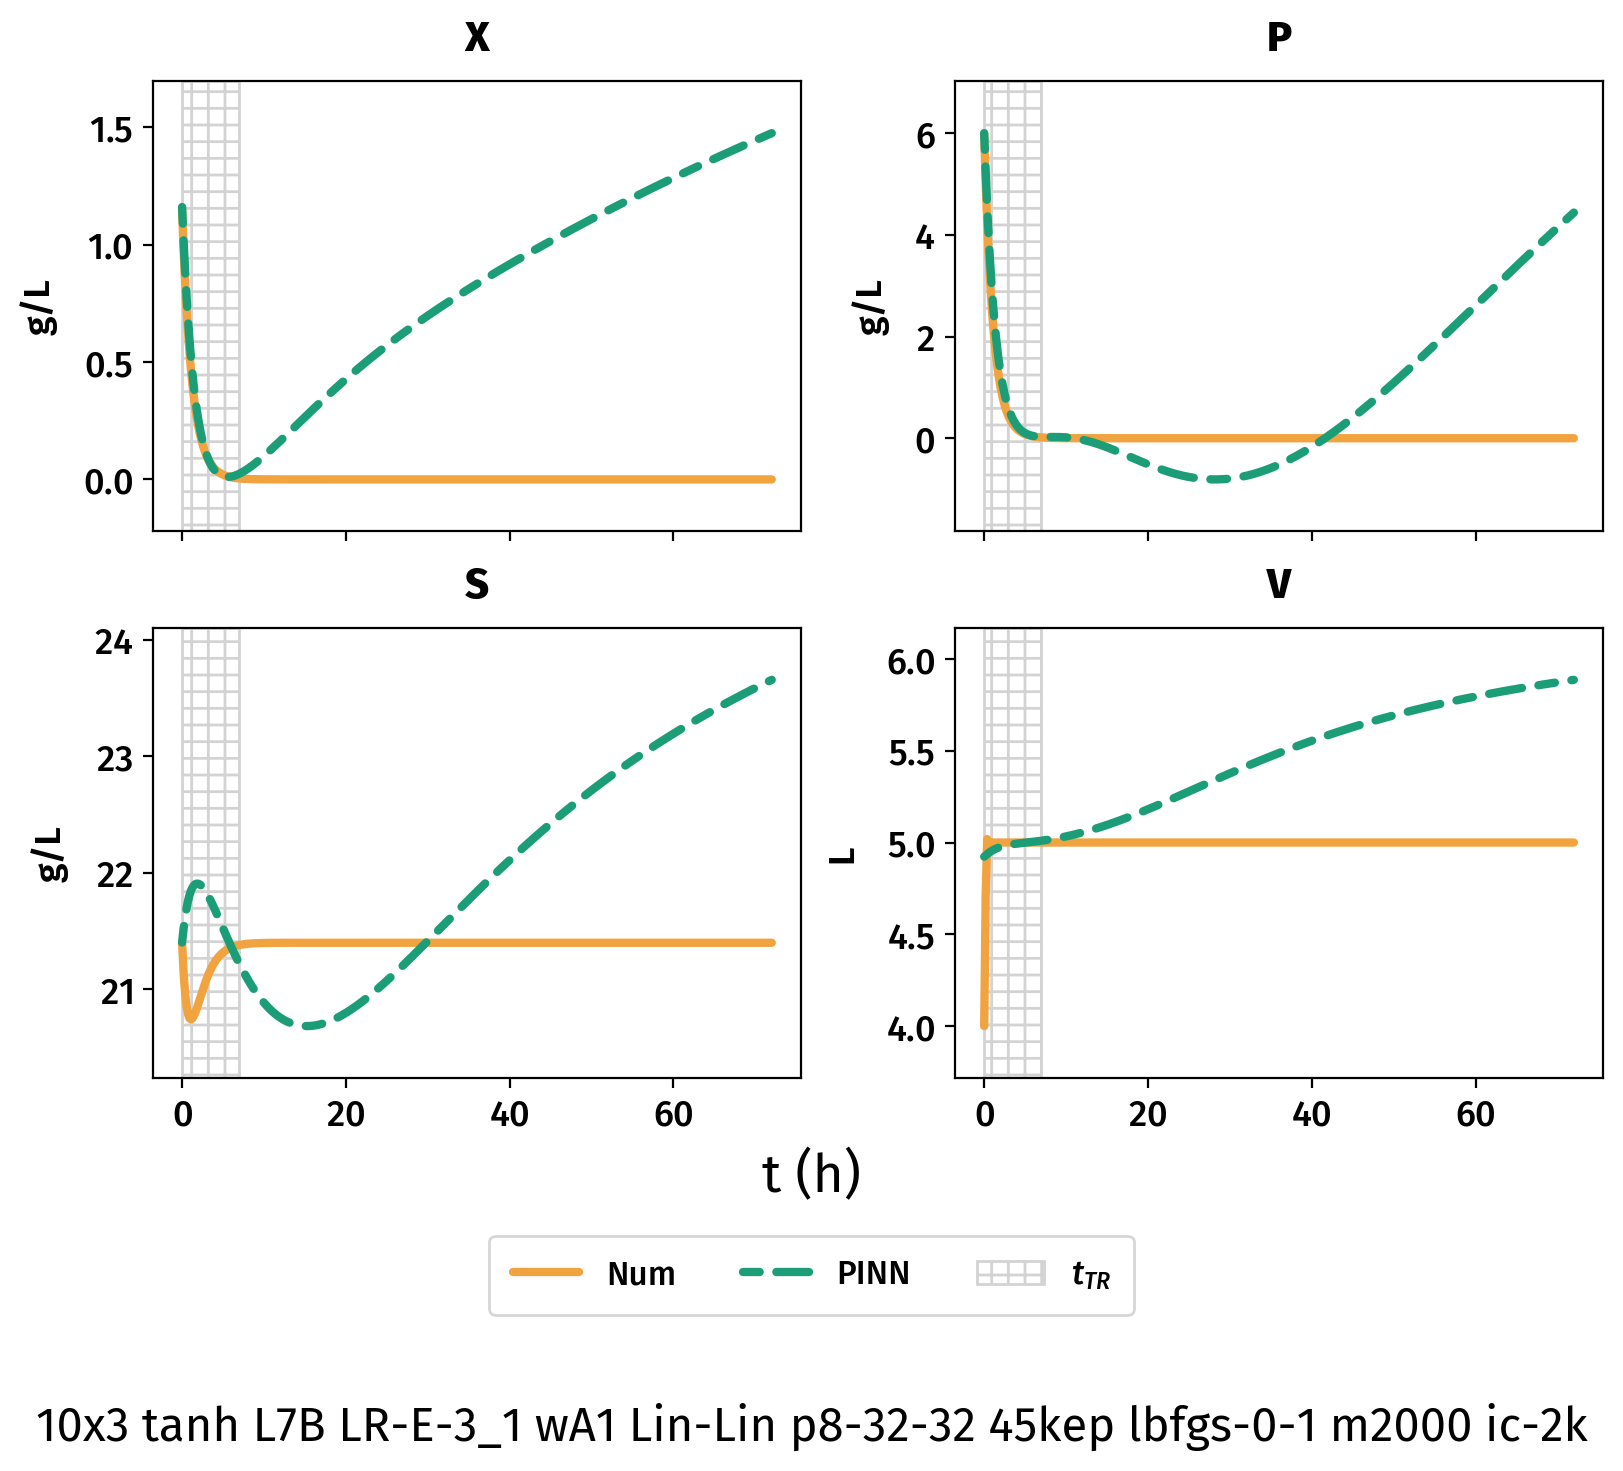 X
P
1.5
1.0
0.5
0.0
g/L
6
4
2
0
g/L
S
V
24
23
22
21
g/L
6.0
5.5
5.0
4.5
4.0
L
0 20 40 60
0 20 40 60
t (h)
Num PINN t_TR
10x3 tanh L7B LR-E-3_1 wA1 Lin-Lin p8-32-32 45kep lbfgs-0-1 m2000 ic-2k